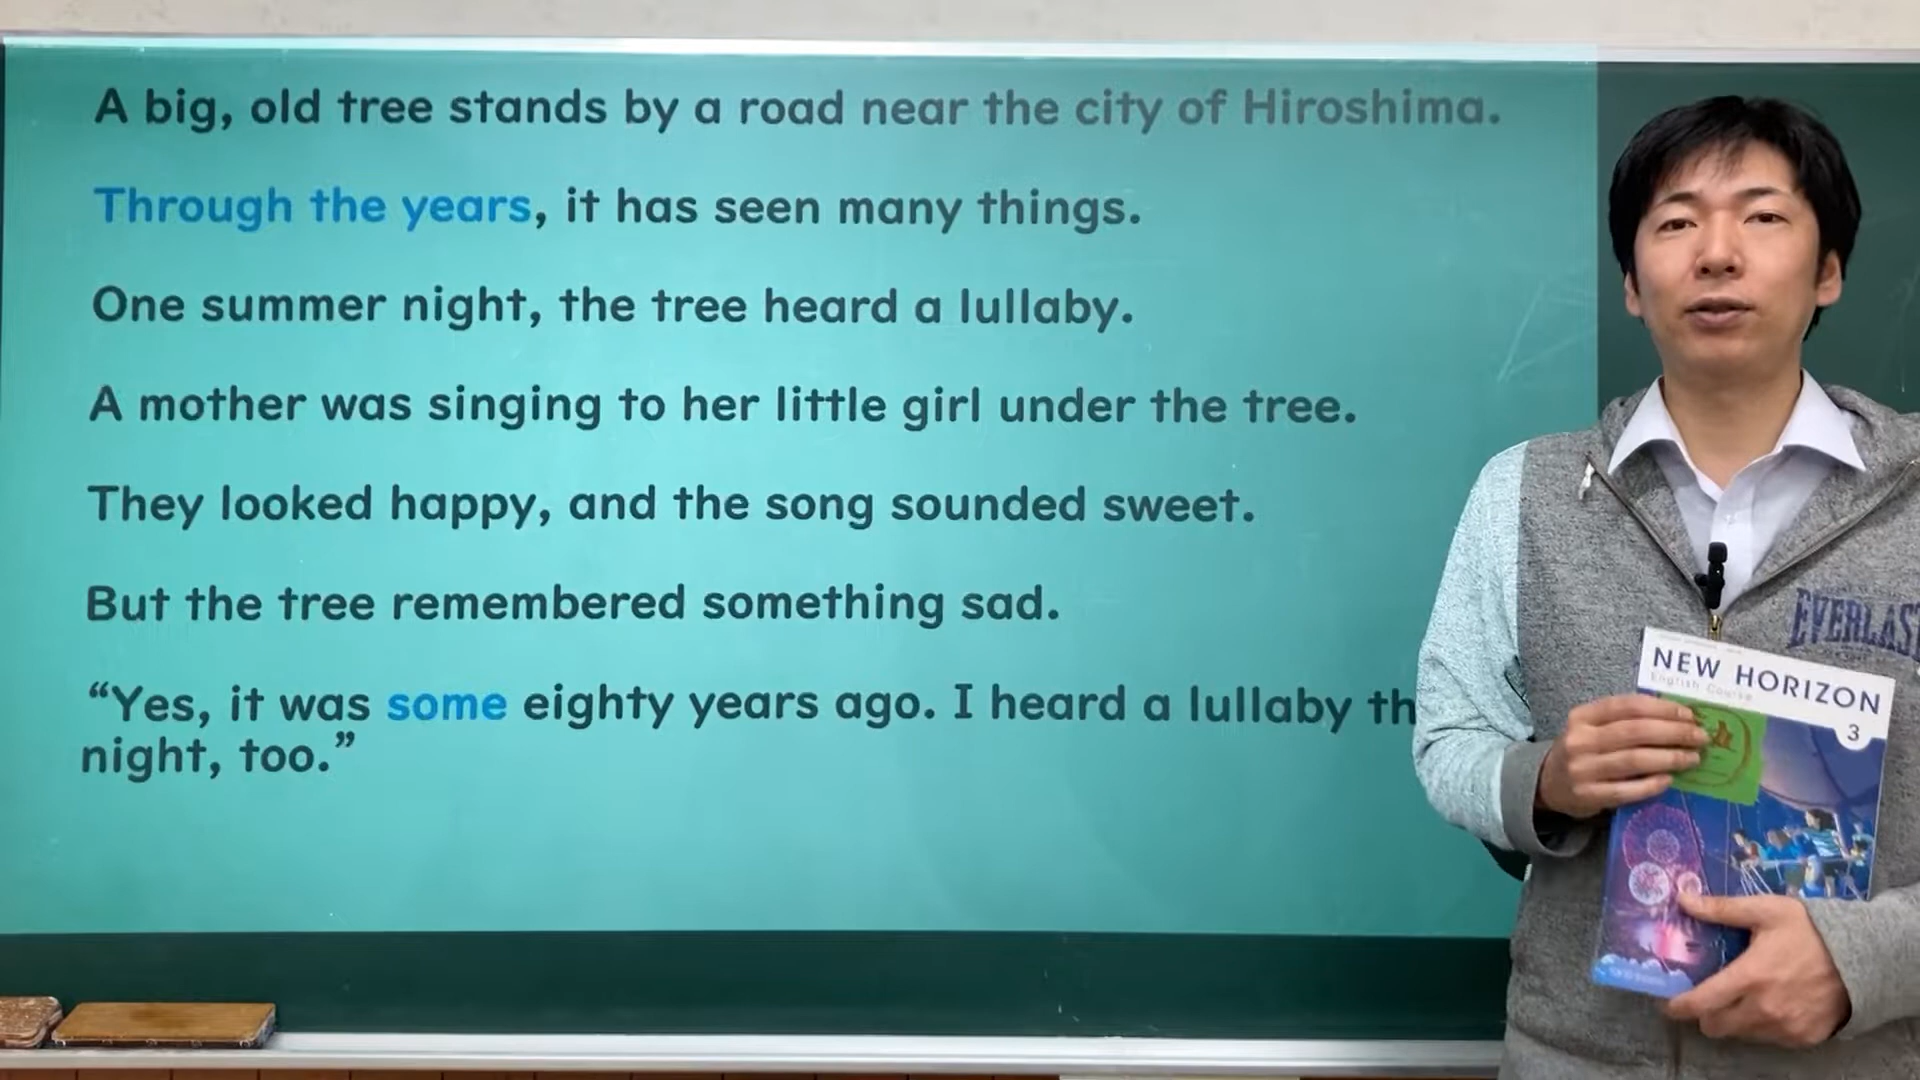 A big, old tree stands by a road near the city of Hiroshima.
Through the years, it has seen many things.
One summer night, the tree heard a lullaby.
A mother was singing to her little girl under the tree.
They looked happy, and the song sounded sweet.
But the tree remembered something sad.
“Yes, it was some eighty years ago. I heard a lullaby th
night, too.”
EVERLAS
NEW HORIZON
English Course
3